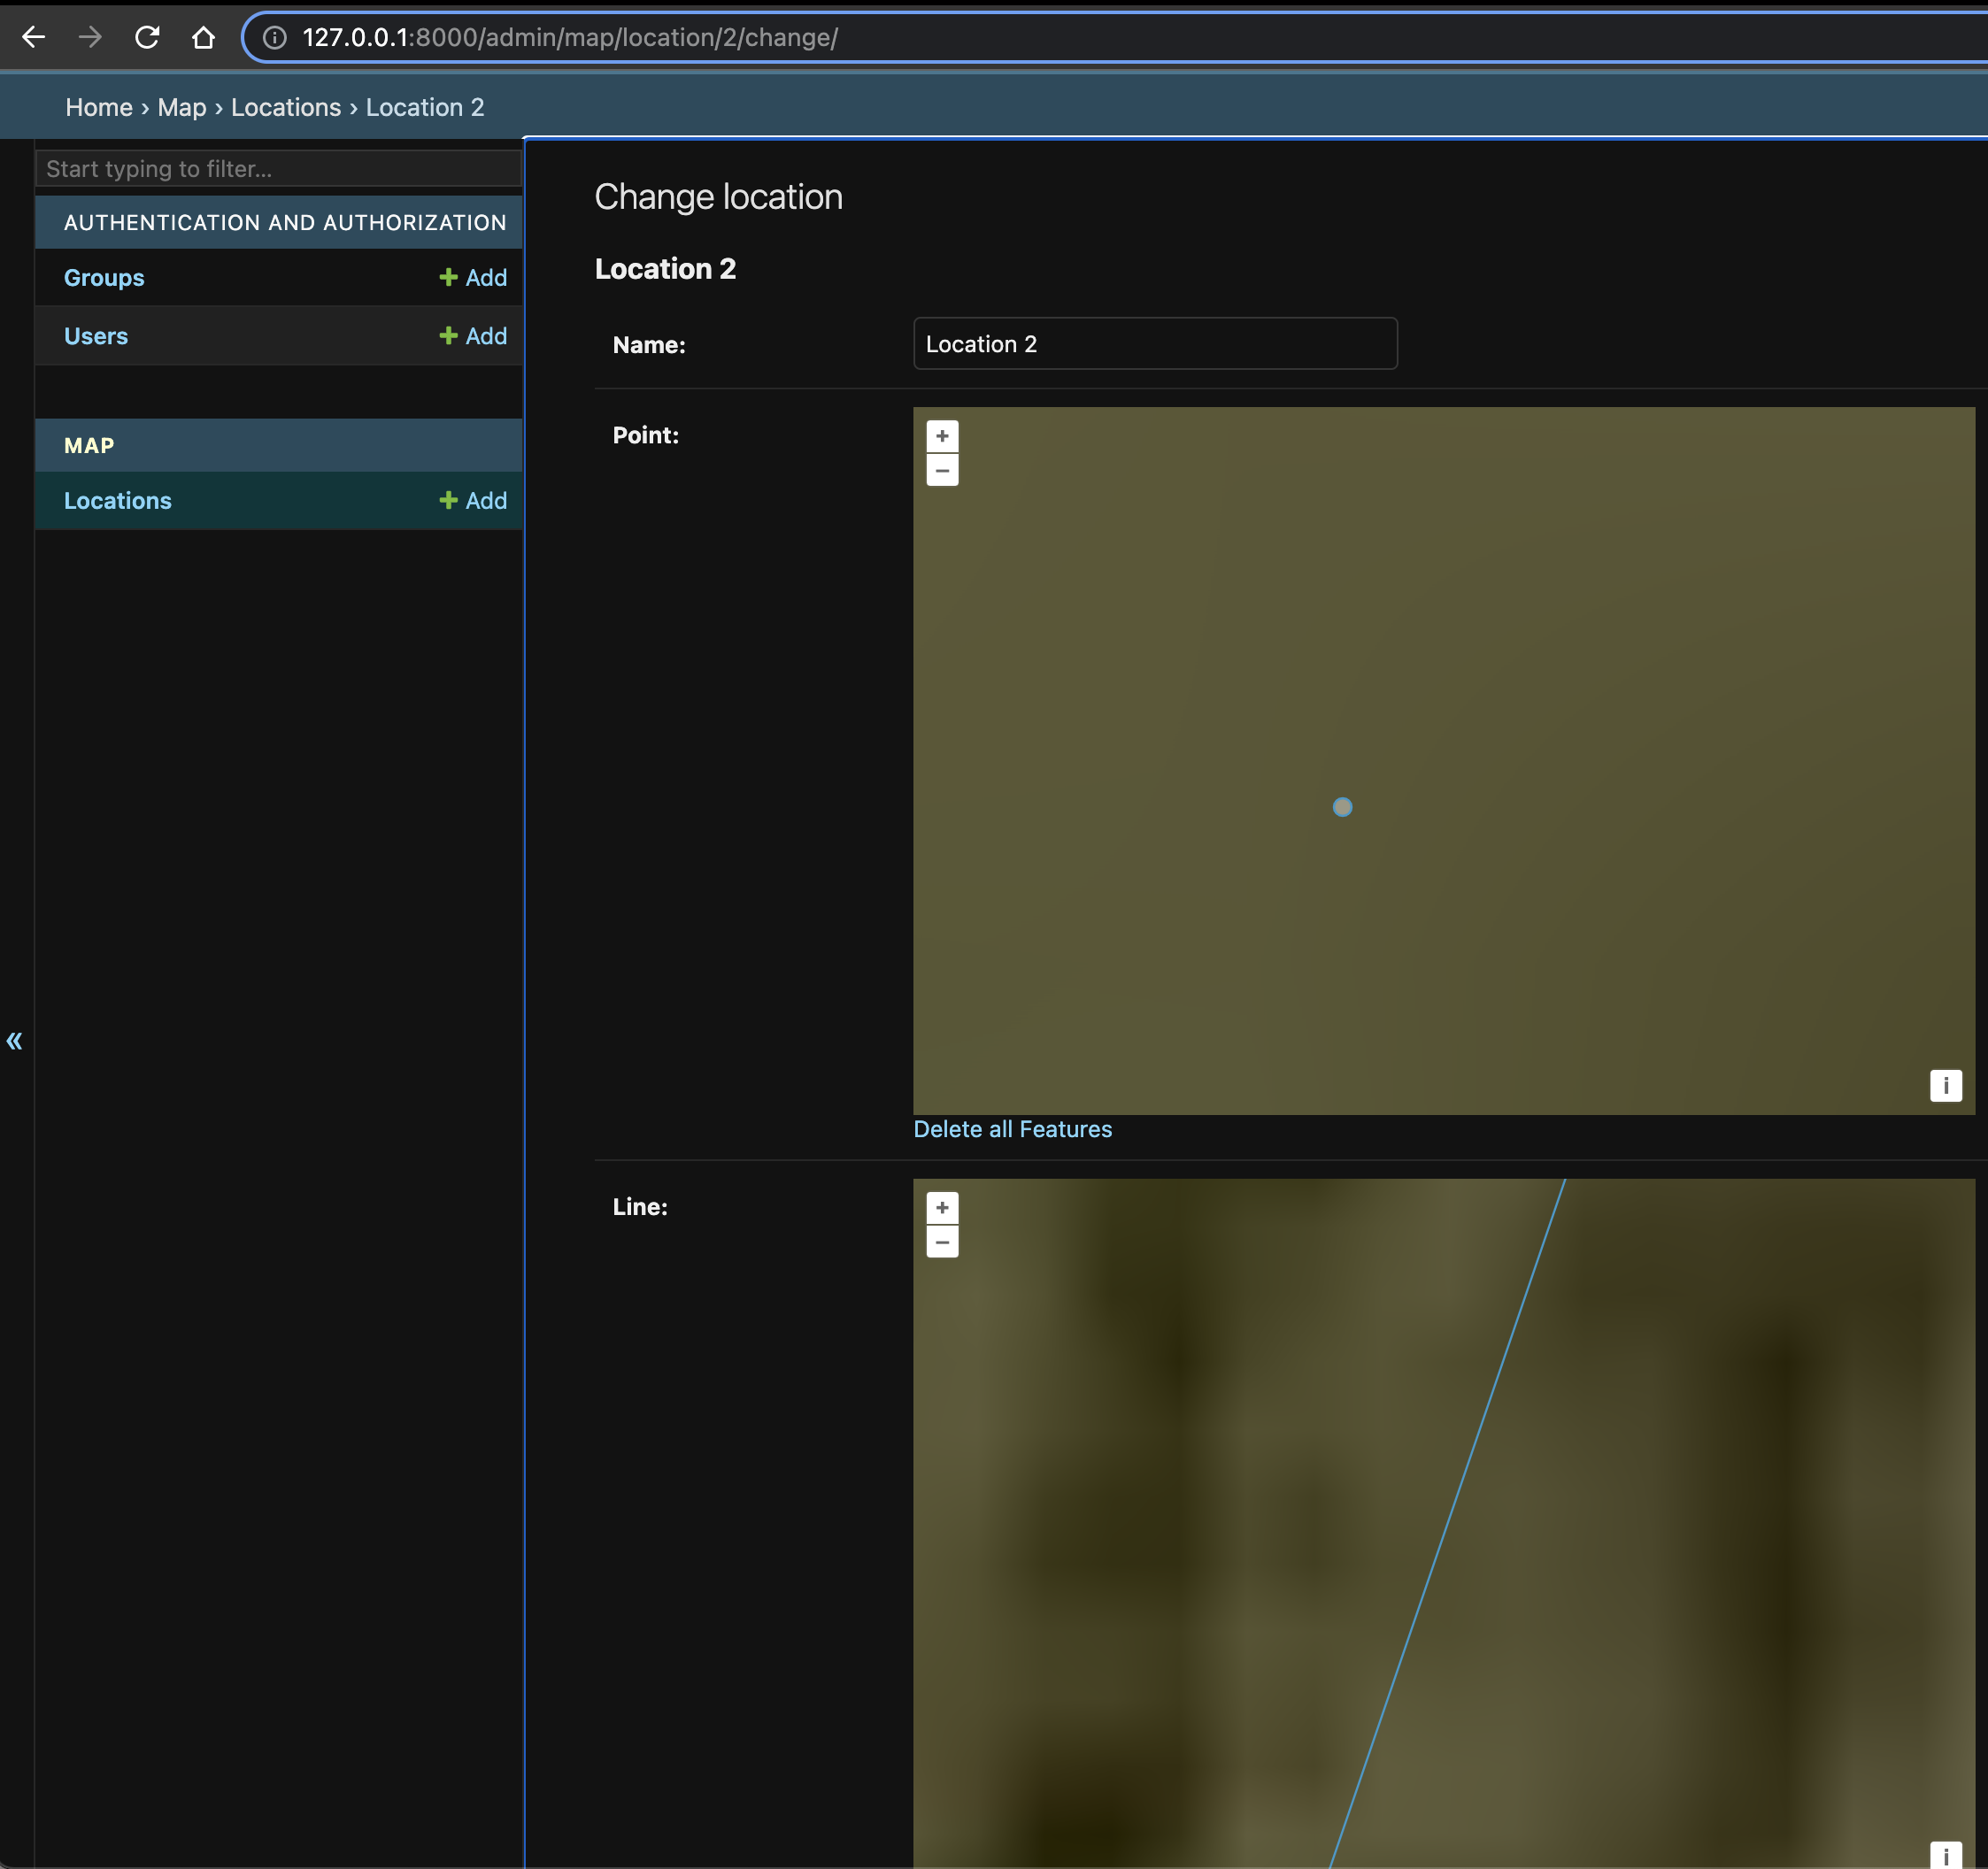 127.0.0.1:8000/admin/map/location/2/change/
Home › Map › Locations › Location 2
Start typing to filter...
AUTHENTICATION AND AUTHORIZATION
Groups + Add
Users + Add
MAP
Locations + Add
«
Change location
Location 2
Name: Location 2
Point:
+
–
i
Delete all Features
Line:
+
–
i